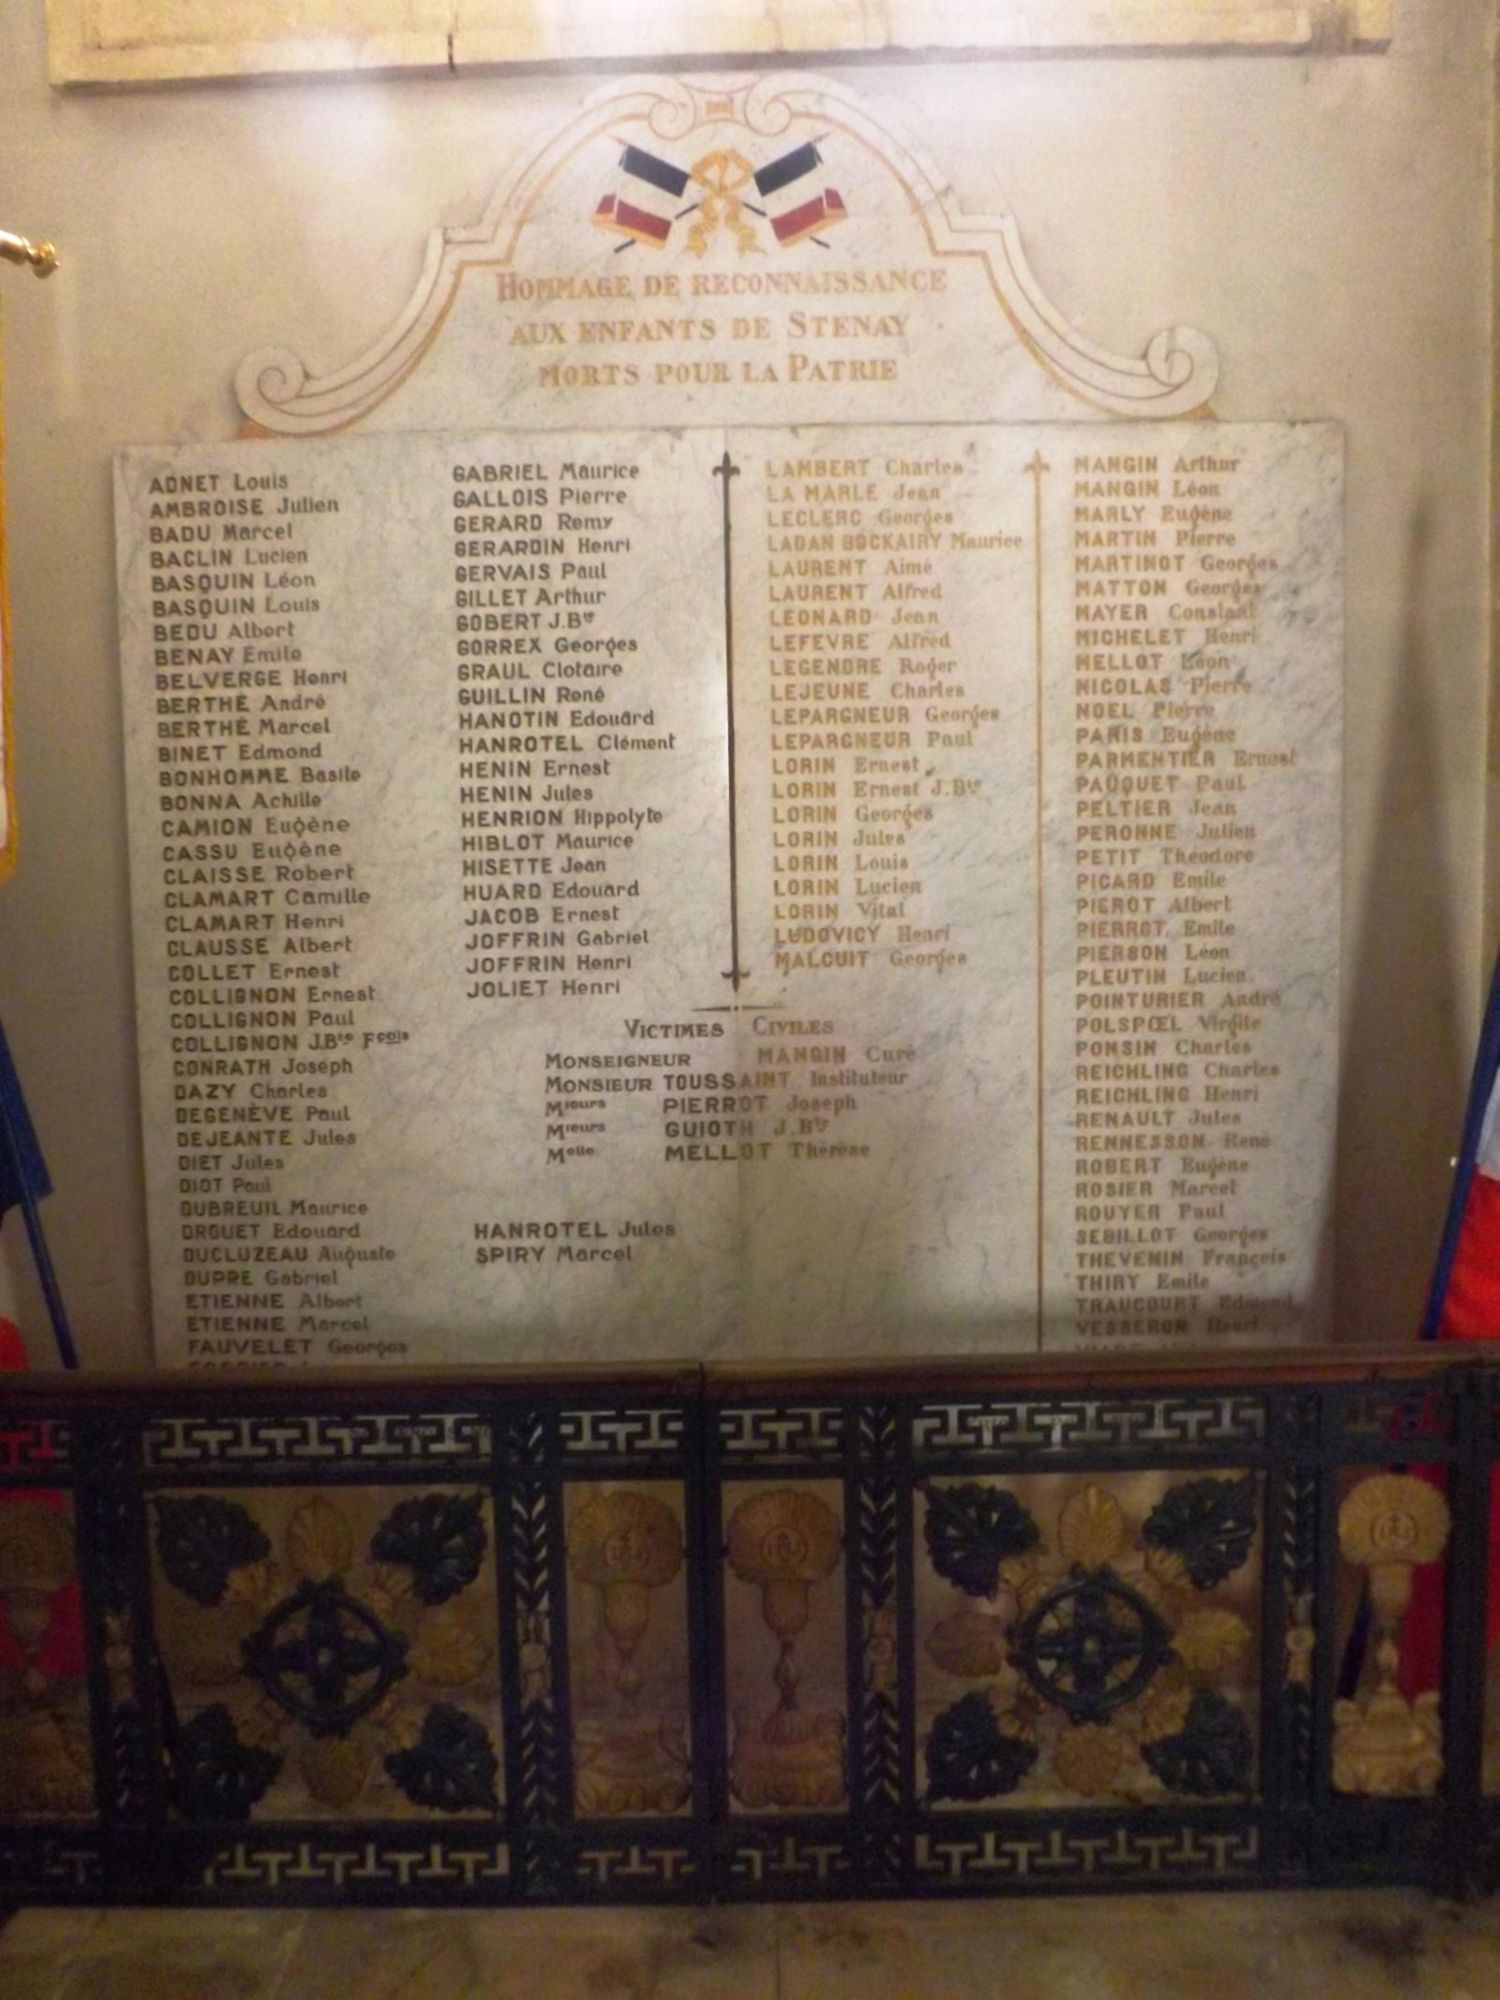 HOMMAGE DE RECONNAISSANCE
AUX ENFANTS DE STENAY
MORTS POUR LA PATRIE
ADNET Louis
AMBROISE Julien
BADU Marcel
BACLIN Lucien
BASQUIN Léon
BASQUIN Louis
BEDU Albert
BENAY Emile
BELVERGE Henri
BERTHÉ André
BERTHÉ Marcel
BINET Edmond
BONHOMME Basile
BONNA Achille
CAMION Eugène
CASSU Eugène
CLAISSE Robert
CLAMART Camille
CLAMART Henri
CLAUSSE Albert
COLLET Ernest
COLLIGNON Ernest
COLLIGNON Paul
COLLIGNON J.Bte Fçois
CONRATH Joseph
DAZY Charles
DEGENÈVE Paul
DEJEANTE Jules
DIET Jules
DIOT Paul
DUBREUIL Maurice
DROUET Edouard
DUCLUZEAU Auguste
DUPRE Gabriel
ETIENNE Albert
ETIENNE Marcel
FAUVELET Georges
GABRIEL Maurice
GALLOIS Pierre
GERARD Remy
GERARDIN Henri
GERVAIS Paul
GILLET Arthur
GOBERT J.Bte
GORREX Georges
GRAUL Clotaire
GUILLIN René
HANOTIN Edouard
HANROTEL Clément
HENIN Ernest
HENIN Jules
HENRION Hippolyte
HIBLOT Maurice
HISETTE Jean
HUARD Edouard
JACOB Ernest
JOFFRIN Gabriel
JOFFRIN Henri
JOLIET Henri
LAMBERT Charles
LA MARLE Jean
LECLERC Georges
LADAN BOCKAIRY Maurice
LAURENT Aimé
LAURENT Alfred
LEONARD Jean
LEFEVRE Alfred
LEGENDRE Roger
LEJEUNE Charles
LEPARGNEUR Georges
LEPARGNEUR Paul
LORIN Ernest
LORIN Ernest J.Bte
LORIN Georges
LORIN Jules
LORIN Louis
LORIN Lucien
LORIN Vital
LUDOVICY Henri
MALCUIT Georges
MANGIN Arthur
MANGIN Léon
MARLY Eugène
MARTIN Pierre
MARTINOT Georges
MATTON Georges
MAYER Constant
MICHELET Henri
MELLOT Léon
NICOLAS Pierre
NOEL Pierre
PARIS Eugène
PARMENTIER Ernest
PAUQUET Paul
PELTIER Jean
PERONNE Julien
PETIT Théodore
PICARD Emile
PIEROT Albert
PIERROT Emile
PIERSON Léon
PLEUTIN Lucien
POINTURIER André
POLSPŒL Virgile
PONSIN Charles
REICHLING Charles
REICHLING Henri
RENAULT Jules
RENNESSON René
ROBERT Eugène
ROSIER Marcel
ROUYER Paul
SEBILLOT Georges
THEVENIN François
THIRY Emile
TRAUCOURT Edmond
VESSERON Henri
VICTIMES CIVILES
MONSEIGNEUR MANGIN Curé
MONSIEUR TOUSSAINT Instituteur
Mieurs PIERROT Joseph
Mieurs GUIOTH J.Bte
Melle MELLOT Thérèse
HANROTEL Jules
SPIRY Marcel